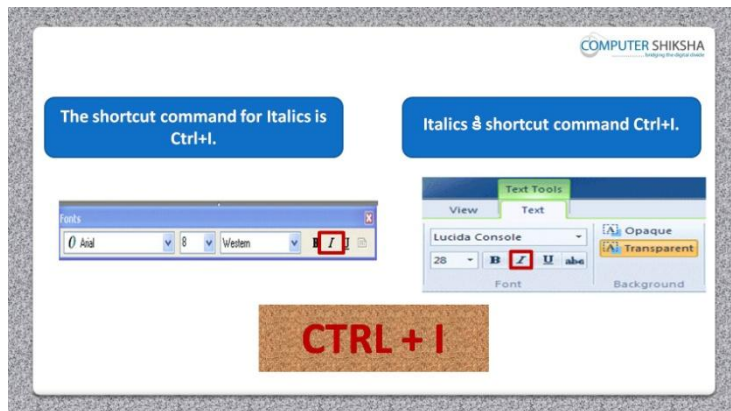 COMPUTER SHIKSHA
bridging the digital divide
The shortcut command for Italics is
Ctrl+I.
Italics ਨੂੰ shortcut command Ctrl+I.
Fonts
O Arial 8 Western B I U
Text Tools
View Text
Lucida Console
28 B I U abc
Font
Opaque
Transparent
Background
CTRL + I